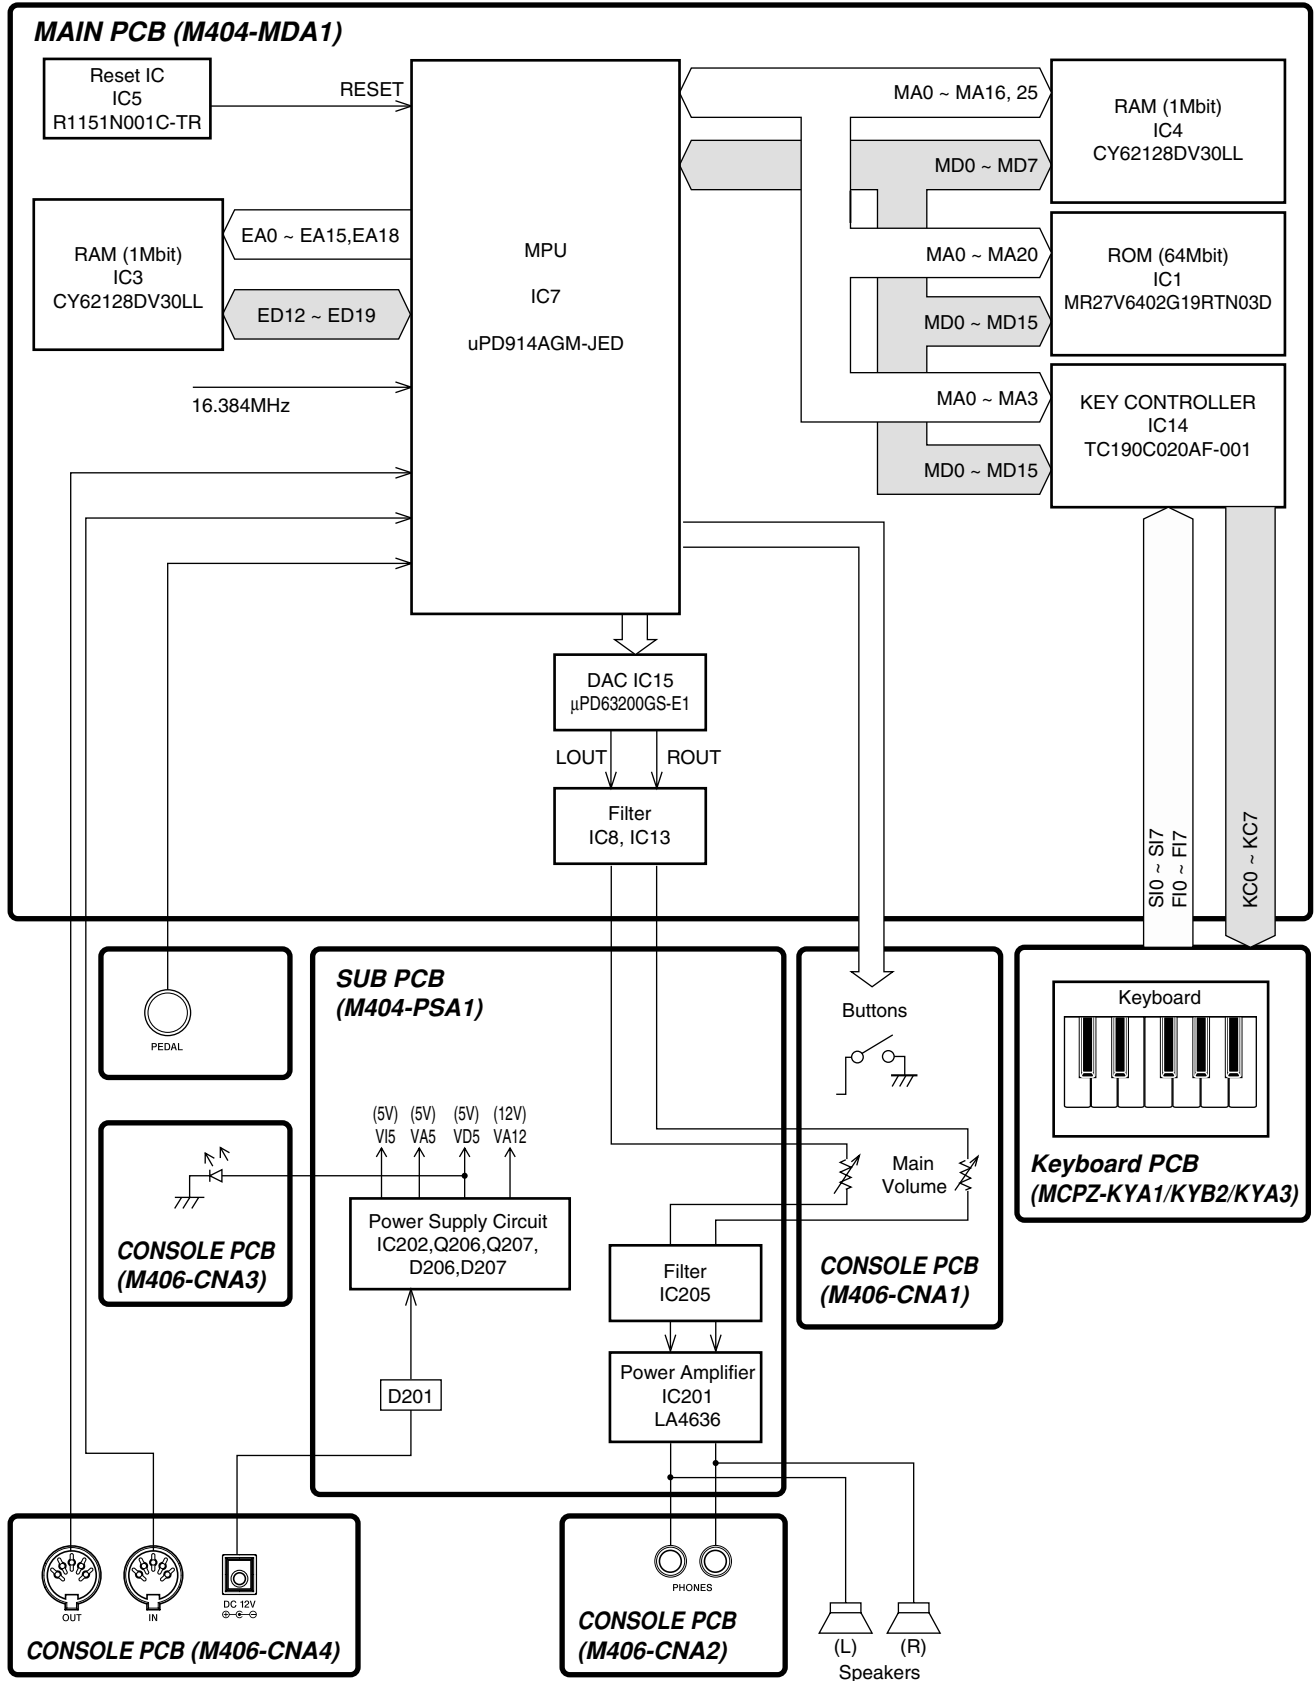 MAIN PCB (M404-MDA1)
Reset IC
IC5
R1151N001C-TR
RESET
MA0 ~ MA16, 25
RAM (1Mbit)
IC4
CY62128DV30LL
MD0 ~ MD7
RAM (1Mbit)
IC3
CY62128DV30LL
EA0 ~ EA15,EA18
ED12 ~ ED19
MPU
IC7
uPD914AGM-JED
MA0 ~ MA20
MD0 ~ MD15
ROM (64Mbit)
IC1
MR27V6402G19RTN03D
16.384MHz
MA0 ~ MA3
MD0 ~ MD15
KEY CONTROLLER
IC14
TC190C020AF-001
DAC IC15
µPD63200GS-E1
LOUT
ROUT
Filter
IC8, IC13
SI0 ~ SI7
FI0 ~ FI7
KC0 ~ KC7
PEDAL
SUB PCB
(M404-PSA1)
Buttons
Keyboard
(5V)
VI5
(5V)
VA5
(5V)
VD5
(12V)
VA12
Main
Volume
Keyboard PCB
(MCPZ-KYA1/KYB2/KYA3)
CONSOLE PCB
(M406-CNA3)
Power Supply Circuit
IC202,Q206,Q207,
D206,D207
Filter
IC205
CONSOLE PCB
(M406-CNA1)
D201
Power Amplifier
IC201
LA4636
OUT
IN
DC 12V
CONSOLE PCB (M406-CNA4)
PHONES
CONSOLE PCB
(M406-CNA2)
(L)
(R)
Speakers